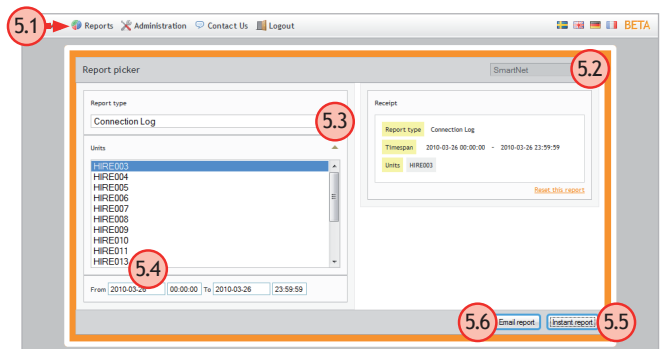 5.1
Reports Administration Contact Us Logout BETA
Report picker SmartNet 5.2
Report type
Connection Log 5.3
Units
HIRE003
HIRE004
HIRE005
HIRE006
HIRE007
HIRE008
HIRE009
HIRE010
HIRE011
HIRE013
5.4
From 2010-03-26 00:00:00 To 2010-03-26 23:59:59
Receipt
Report type Connection Log
Timespan 2010-03-26 00:00:00 - 2010-03-26 23:59:59
Units HIRE003
Reset this report
5.6 Email report Instant report 5.5